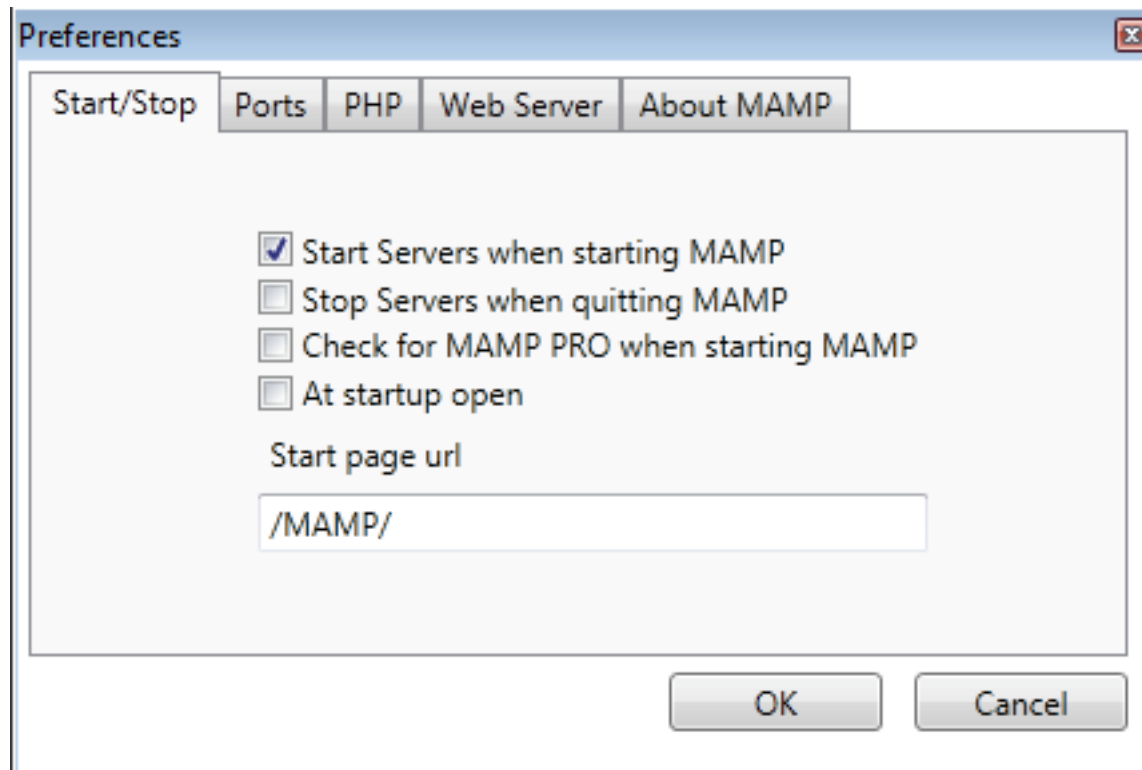 Preferences
Start/Stop Ports PHP Web Server About MAMP
Start Servers when starting MAMP
Stop Servers when quitting MAMP
Check for MAMP PRO when starting MAMP
At startup open
Start page url
/MAMP/
OK Cancel